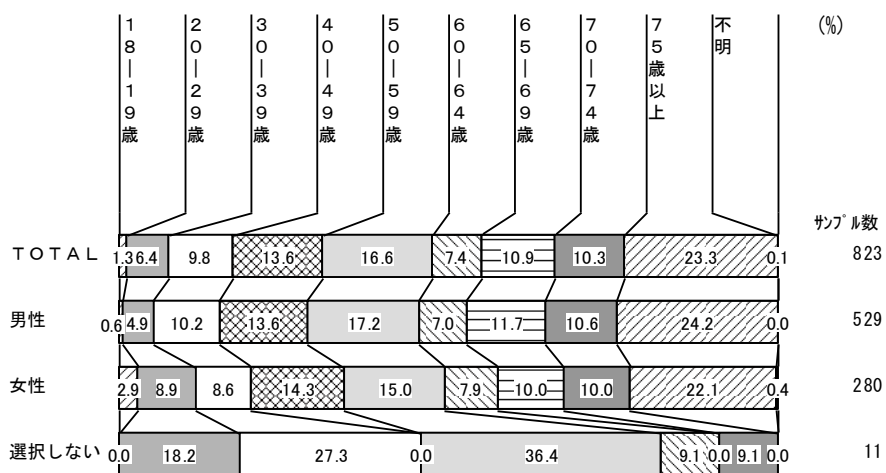 18―19歳 20―29歳 30―39歳 40―49歳 50―59歳 60―64歳 65―69歳 70―74歳 75歳以上 不明 (%)
サンプル数
TOTAL 1.3 6.4 9.8 13.6 16.6 7.4 10.9 10.3 23.3 0.1 823
男性 0.6 4.9 10.2 13.6 17.2 7.0 11.7 10.6 24.2 0.0 529
女性 2.9 8.9 8.6 14.3 15.0 7.9 10.0 10.0 22.1 0.4 280
選択しない 0.0 18.2 27.3 0.0 36.4 9.1 0.0 9.1 0.0 11